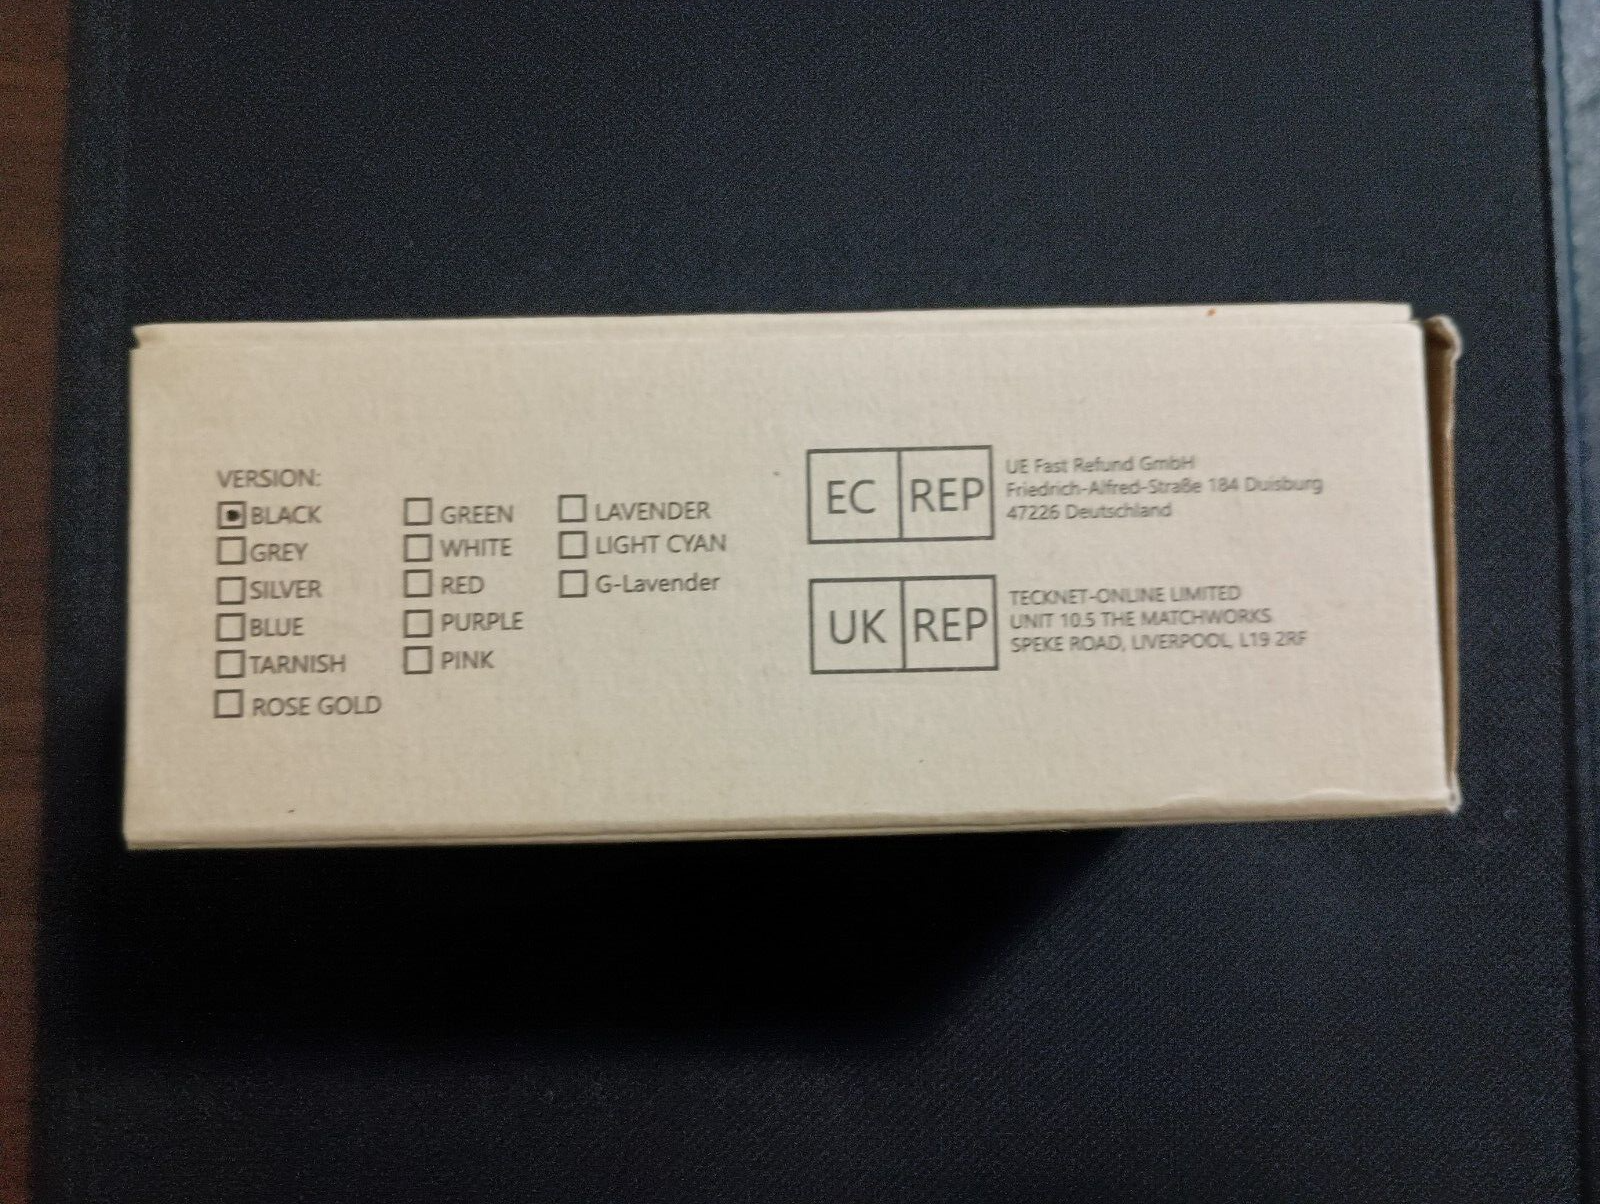 VERSION:
BLACK
GREY
SILVER
BLUE
TARNISH
ROSE GOLD
GREEN
WHITE
RED
PURPLE
PINK
LAVENDER
LIGHT CYAN
G-Lavender
EC REP
UE Fast Refund GmbH
Friedrich-Alfred-Straße 184 Duisburg
47226 Deutschland
UK REP
TECKNET-ONLINE LIMITED
UNIT 10.5 THE MATCHWORKS
SPEKE ROAD, LIVERPOOL, L19 2RF